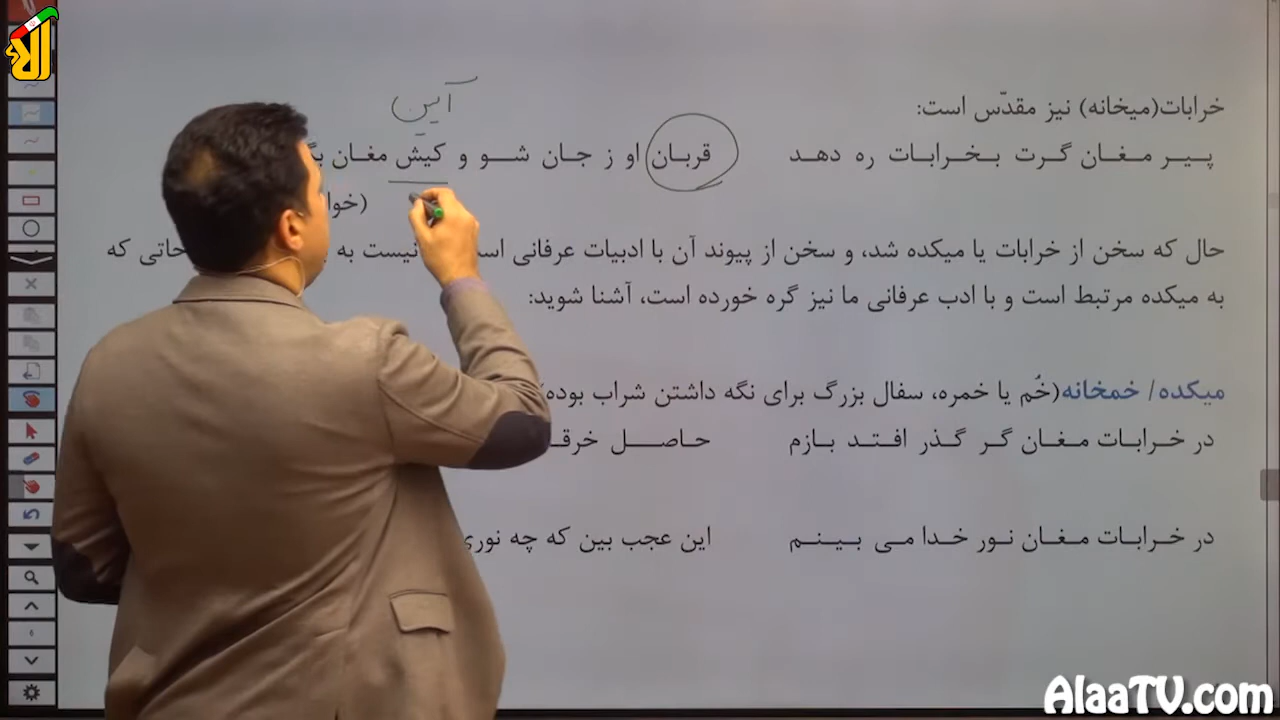 آیین
خرابات(میخانه) نیز مقدّس است:
پیر مغان گرت بخرابات ره دهد قربان او ز جان شو و کیش مغان
(خوا
حال که سخن از خرابات یا میکده شد، و سخن از پیوند آن با ادبیات عرفانی نیست به که
به میکده مرتبط است و با ادب عرفانی ما نیز گره خورده است، آشنا شوید:
میکده/ خمخانه(خُم یا خمره، سفال بزرگ برای نگه داشتن شراب بوده)
در خرابات مغان گر گذر افتد بازم حاصل
در خرابات مغان نور خدا می بینم این عجب بین که چه
الا
AlaaTV.com